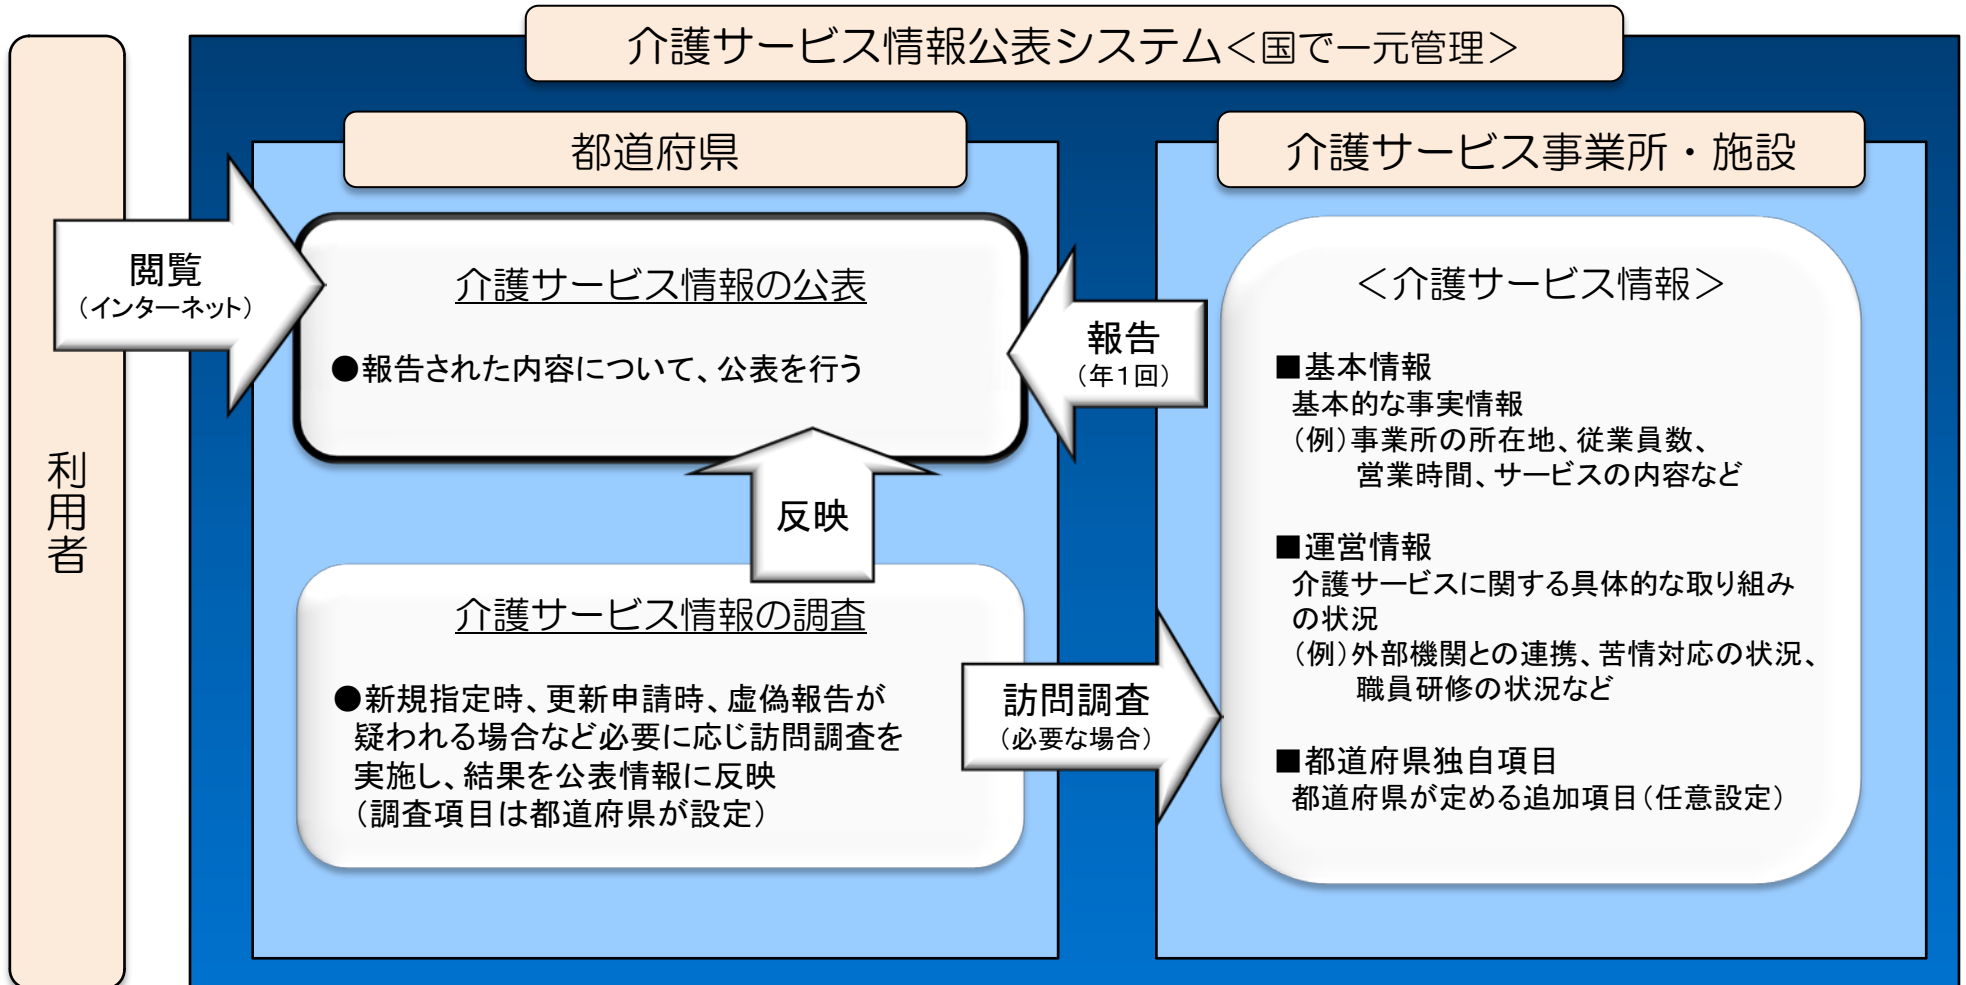 介護サービス情報公表システム＜国で一元管理＞
利用者
都道府県
閲覧
（インターネット）
介護サービス情報の公表
●報告された内容について、公表を行う
報告
（年１回）
反映
介護サービス情報の調査
●新規指定時、更新申請時、虚偽報告が
疑われる場合など必要に応じ訪問調査を
実施し、結果を公表情報に反映
（調査項目は都道府県が設定）
訪問調査
（必要な場合）
介護サービス事業所・施設
＜介護サービス情報＞
■基本情報
基本的な事実情報
（例）事業所の所在地、従業員数、
営業時間、サービスの内容など
■運営情報
介護サービスに関する具体的な取り組み
の状況
（例）外部機関との連携、苦情対応の状況、
職員研修の状況など
■都道府県独自項目
都道府県が定める追加項目（任意設定）